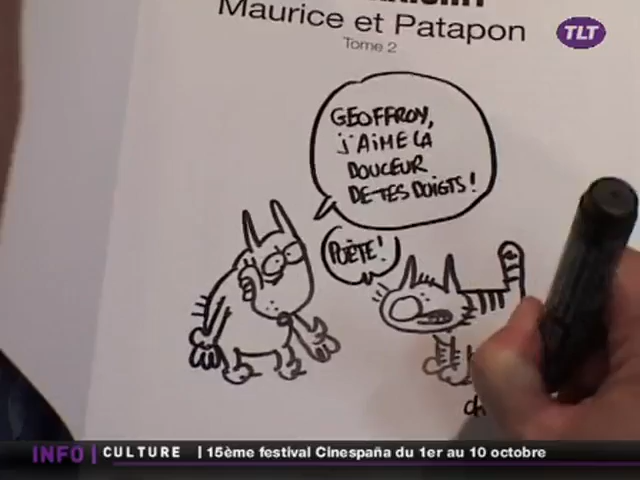 Maurice et Patapon
TLT
Tome 2
GEOFFROY,
J'AIME LA
DOUCEUR
DE TES DOIGTS !
POÈTE !
ch
INFO CULTURE | 15ème festival Cinespaña du 1er au 10 octobre